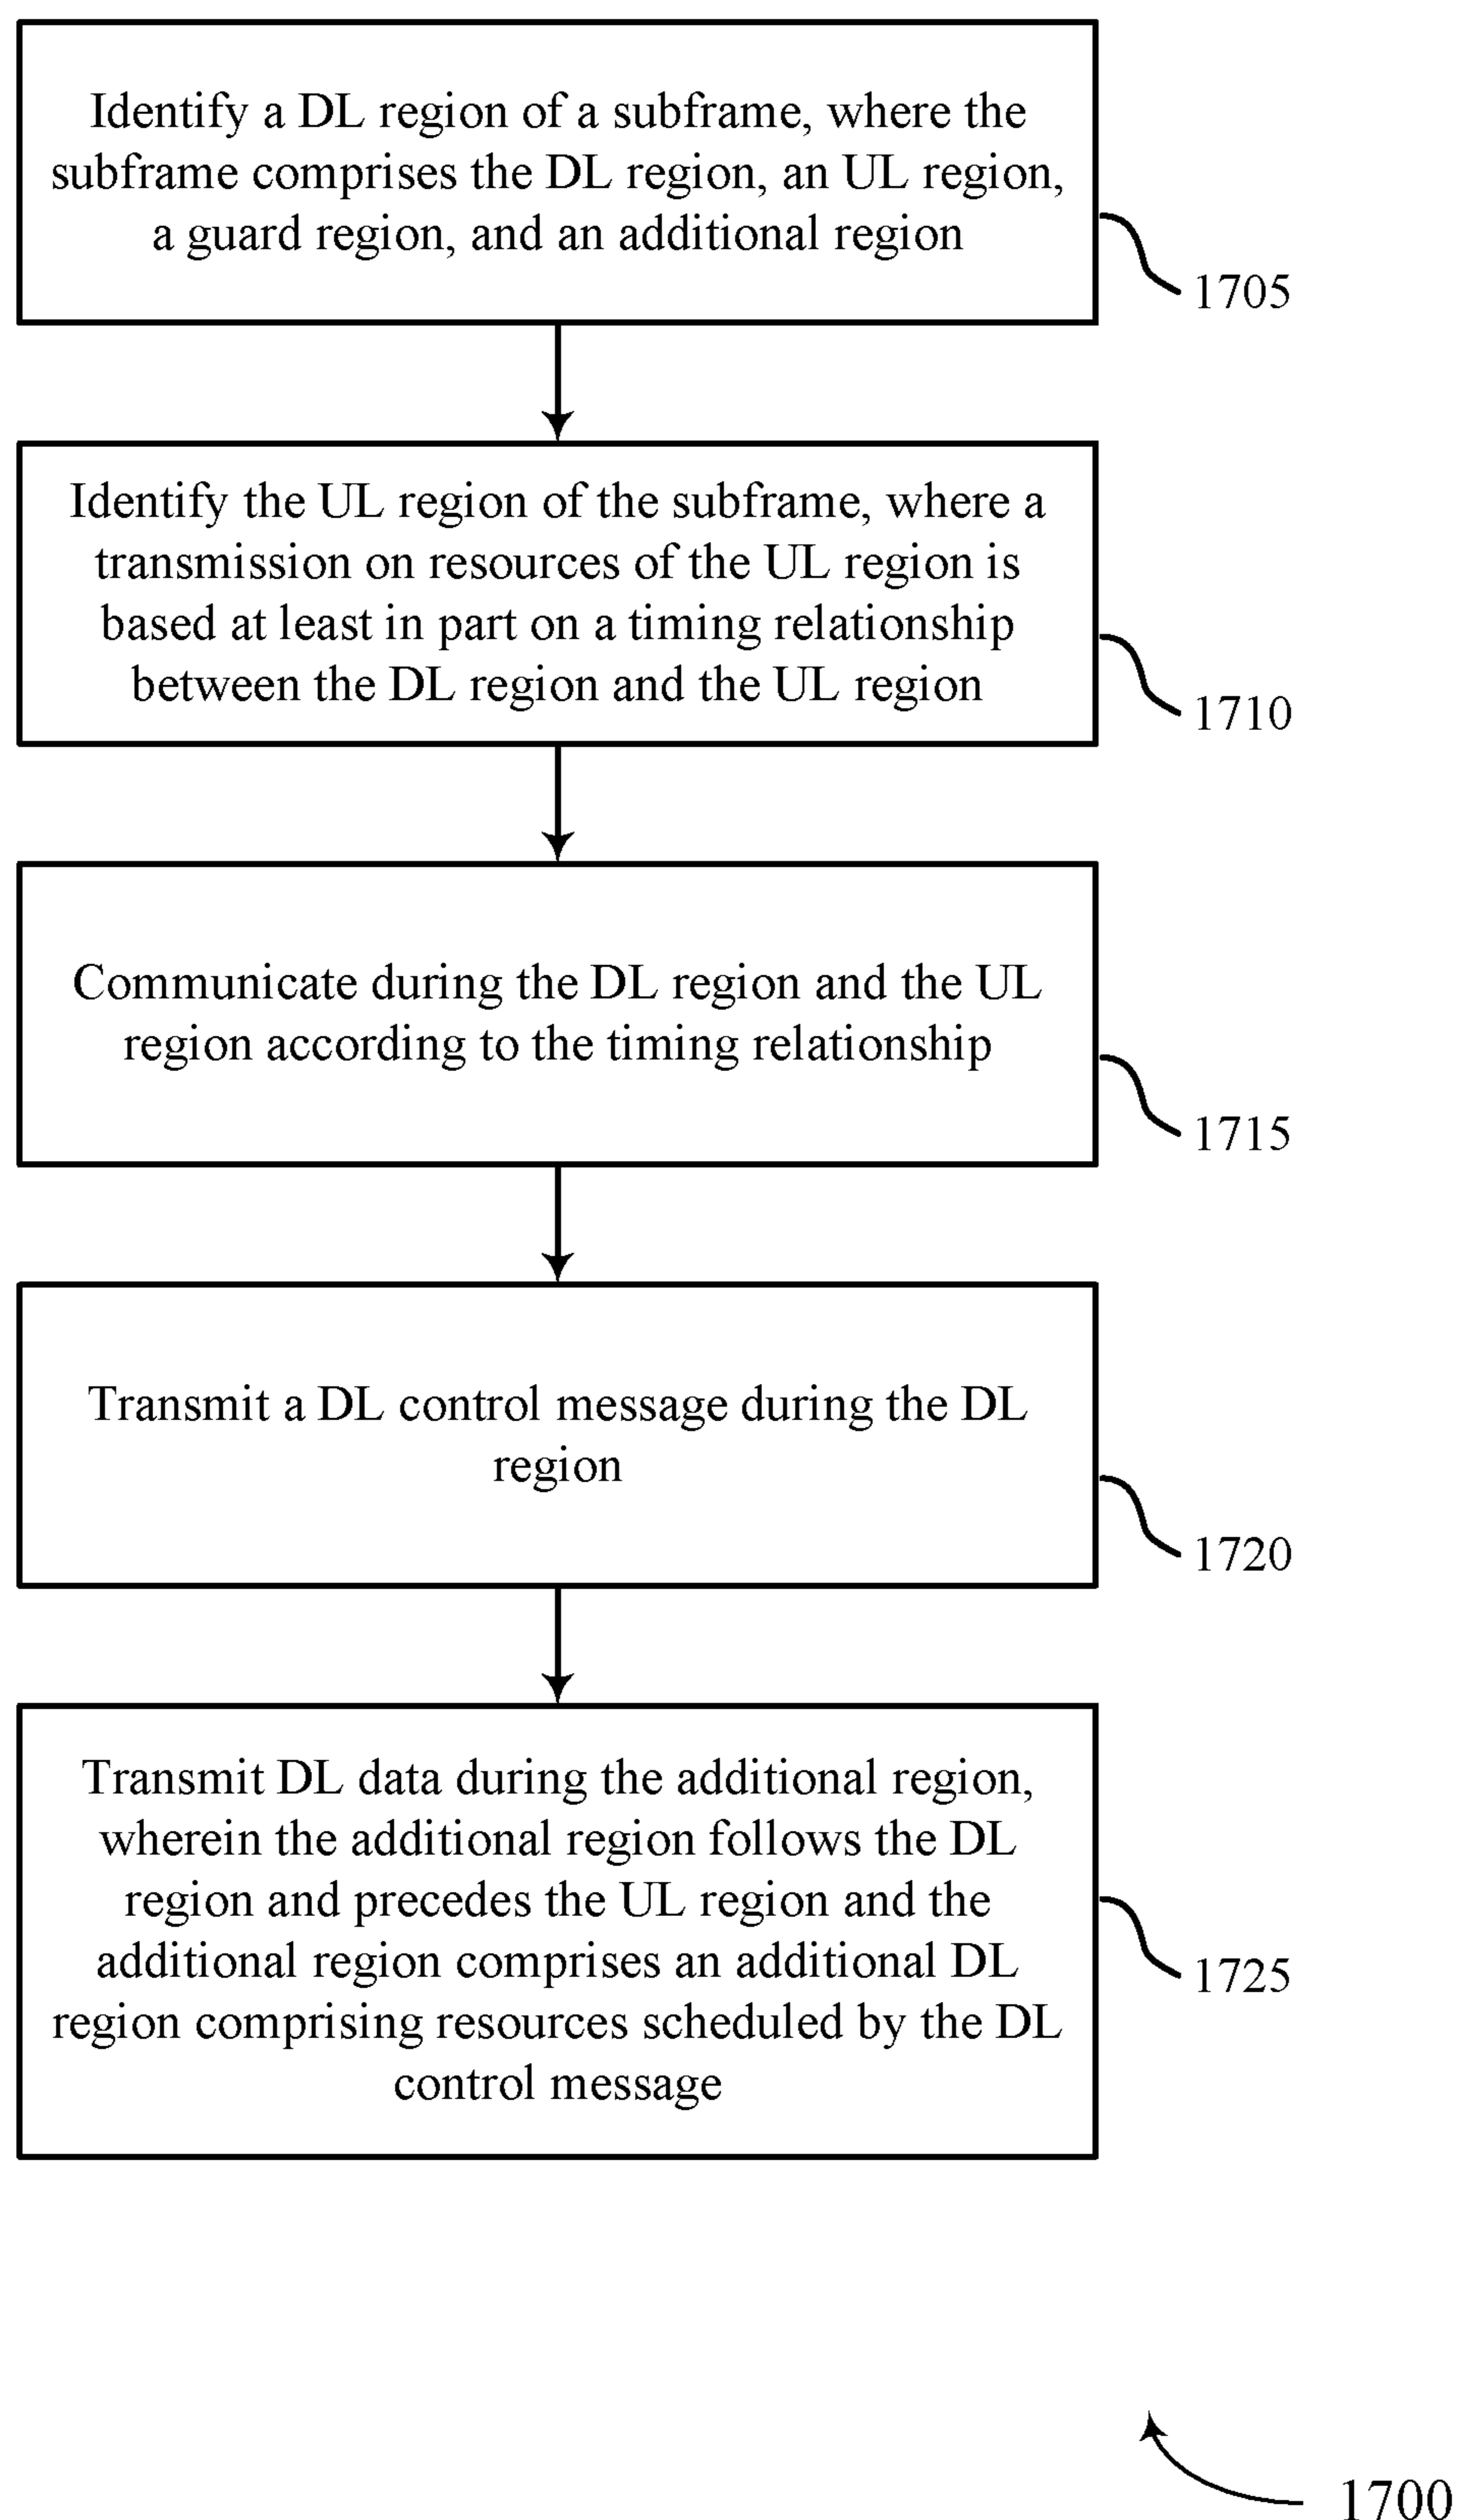 Identify a DL region of a subframe, where the
subframe comprises the DL region, an UL region,
a guard region, and an additional region
1705
Identify the UL region of the subframe, where a
transmission on resources of the UL region is
based at least in part on a timing relationship
between the DL region and the UL region
1710
Communicate during the DL region and the UL
region according to the timing relationship
1715
Transmit a DL control message during the DL
region
1720
Transmit DL data during the additional region,
wherein the additional region follows the DL
region and precedes the UL region and the
additional region comprises an additional DL
region comprising resources scheduled by the DL
control message
1725
1700